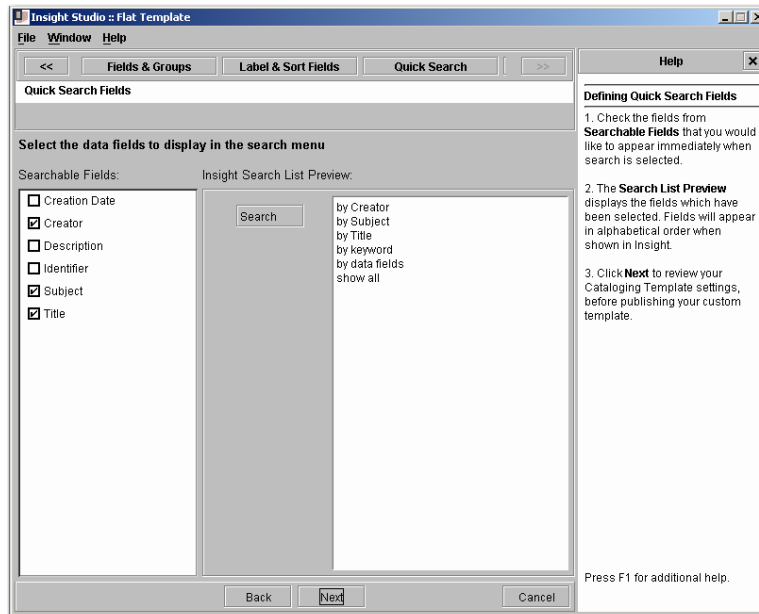 Insight Studio :: Flat Template
File Window Help
<< Fields & Groups Label & Sort Fields Quick Search >>
Quick Search Fields
Select the data fields to display in the search menu
Searchable Fields:
Creation Date
Creator
Description
Identifier
Subject
Title
Insight Search List Preview:
Search
by Creator
by Subject
by Title
by keyword
by data fields
show all
Back Next Cancel
Help
Defining Quick Search Fields
1. Check the fields from
Searchable Fields that you would
like to appear immediately when
search is selected.
2. The Search List Preview
displays the fields which have
been selected. Fields will appear
in alphabetical order when
shown in Insight.
3. Click Next to review your
Cataloging Template settings,
before publishing your custom
template.
Press F1 for additional help.